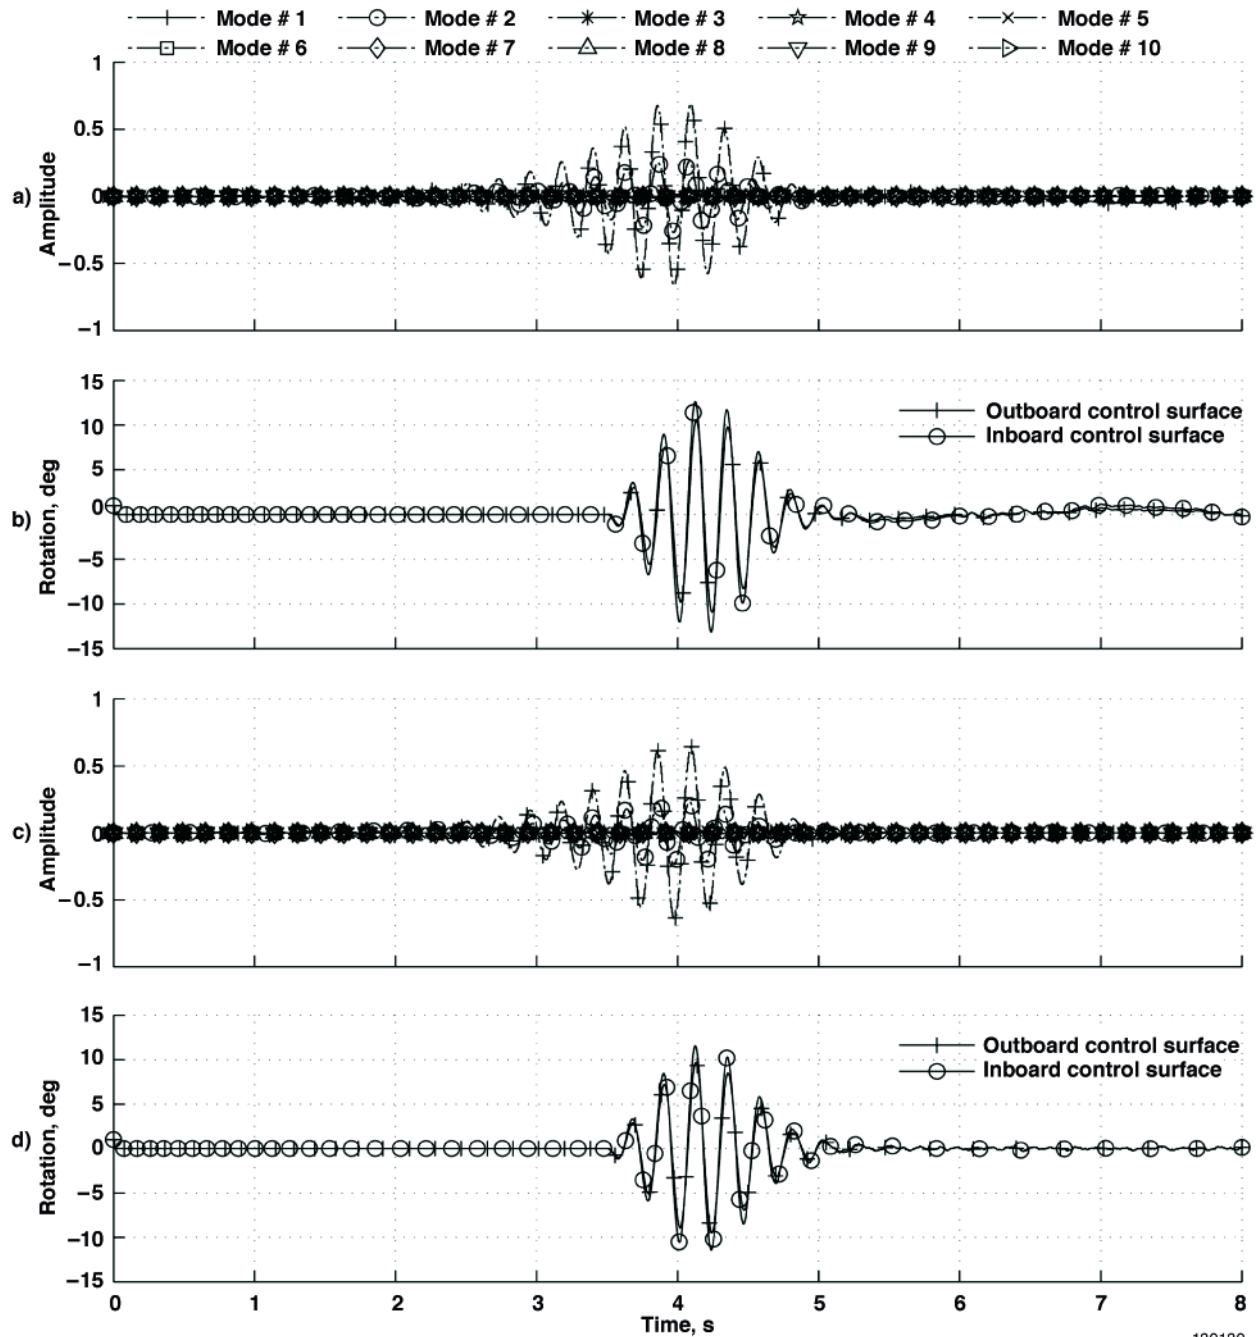 Mode # 1 Mode # 2 Mode # 3 Mode # 4 Mode # 5
Mode # 6 Mode # 7 Mode # 8 Mode # 9 Mode # 10
a)
Amplitude
1
0.5
0
−0.5
−1
b)
Rotation, deg
15
10
5
0
−5
−10
−15
Outboard control surface
Inboard control surface
c)
Amplitude
1
0.5
0
−0.5
−1
d)
Rotation, deg
15
10
5
0
−5
−10
−15
Outboard control surface
Inboard control surface
0 1 2 3 4 5 6 7 8
Time, s